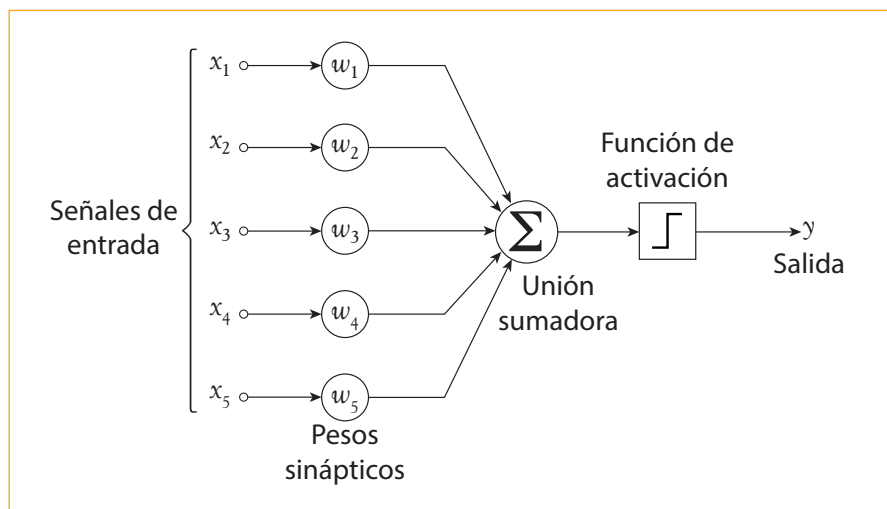 x1
w1
x2
w2
Función de
activación
Señales de
entrada
x3
w3
Σ
y
Salida
Unión
sumadora
x4
w4
x5
w5
Pesos
sinápticos